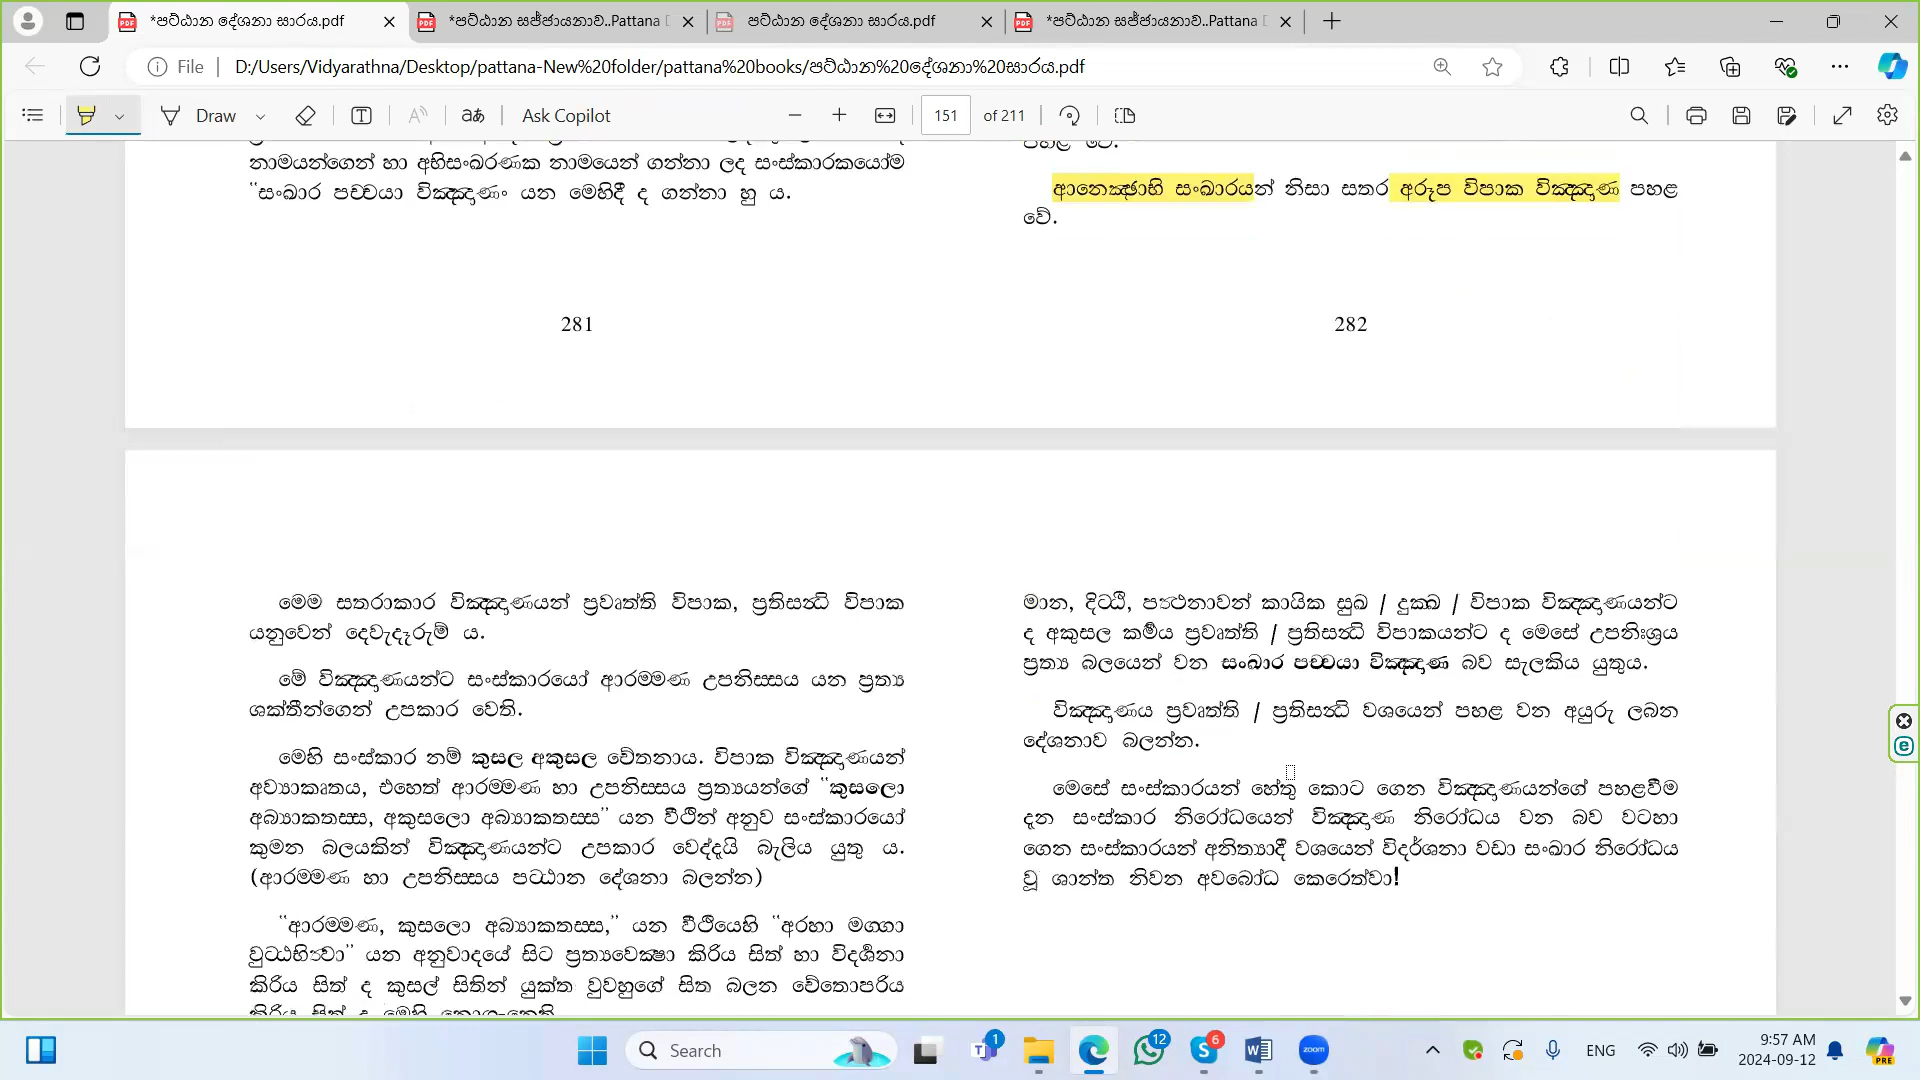 *පට්ඨාන දේශනා සාරය.pdf
*පට්ඨාන සජ්ඣායනාව..Pattana
පට්ඨාන දේශනා සාරය.pdf
*පට්ඨාන සජ්ඣායනාව..Pattana
File
D:/Users/Vidyarathna/Desktop/pattana-New%20folder/pattana%20books/පට්ඨාන%20දේශනා%20සාරය.pdf
Draw
aあ
Ask Copilot
151 of 211
නාමයන්ගෙන් හා අභිසංඛරණක නාමයෙන් ගන්නා ලද සංස්කාරකයෝම
“සංඛාර පච්චයා විඤ්ඤාණං යන මෙහිදී ද ගන්නා හු ය.
281
පහළ වේ.
ආනෙඤ්ඡාභි සංඛාරයන් නිසා සතර අරූප විපාක විඤ්ඤාණ පහළ
වේ.
282
මෙම සතරාකාර විඤ්ඤාණයන් ප්‍රවෘත්ති විපාක, ප්‍රතිසන්ධි විපාක
යනුවෙන් දෙවැදෑරුම් ය.
මේ විඤ්ඤාණයන්ට සංස්කාරයෝ ආරම්මණ උපනිස්සය යන ප්‍රත්‍ය
ශක්තීන්ගෙන් උපකාර වෙති.
මෙහි සංස්කාර නම් කුසල අකුසල චේතනාය. විපාක විඤ්ඤාණයන්
අව්‍යාකෘතය, එහෙත් ආරම්මණ හා උපනිස්සය ප්‍රත්‍යයන්ගේ “කුසලො
අබ්‍යාකතස්ස, අකුසලො අබ්‍යාකතස්ස” යන වීථින් අනුව සංස්කාරයෝ
කුමන බලයකින් විඤ්ඤාණයන්ට උපකාර වෙද්දැයි බැලිය යුතු ය.
(ආරම්මණ හා උපනිස්සය පට්ඨාන දේශනා බලන්න)
“ආරම්මණ, කුසලො අබ්‍යාකතස්ස,” යන වීථියෙහි “අරහා මග්ගා
වුට්ඨහිත්වා” යන අනුවාදයේ සිට ප්‍රත්‍යවෙක්ෂා කිරිය සිත් හා විදර්ශනා
කිරිය සිත් ද කුසල් සිතින් යුක්ත වුවහුගේ සිත බලන චේතොපරිය
කිරිය සිත් ද මෙහි නොගැනෙති.
මාන, දිට්ඨි, පත්ථනාවන් කායික සුඛ / දුක්ඛ / විපාක විඤ්ඤාණයන්ට
ද අකුසල කර්මය ප්‍රවෘත්ති / ප්‍රතිසන්ධි විපාකයන්ට ද මෙසේ උපනිඃශ්‍රය
ප්‍රත්‍ය බලයෙන් වන සංඛාර පච්චයා විඤ්ඤාණ බව සැලකිය යුතුය.
විඤ්ඤාණය ප්‍රවෘත්ති / ප්‍රතිසන්ධි වශයෙන් පහළ වන අයුරු ලබන
දේශනාව බලන්න.
මෙසේ සංස්කාරයන් හේතු කොට ගෙන විඤ්ඤාණයන්ගේ පහළවීම
දැන සංස්කාර නිරෝධයෙන් විඤ්ඤාණ නිරෝධය වන බව වටහා
ගෙන සංස්කාරයන් අනිත්‍යාදී වශයෙන් විදර්ශනා වඩා සංඛාර නිරෝධය
වූ ශාන්ත නිවන අවබෝධ කෙරෙත්වා!
Search
1
12
6
zoom
ENG
9:57 AM
2024-09-12
PRE